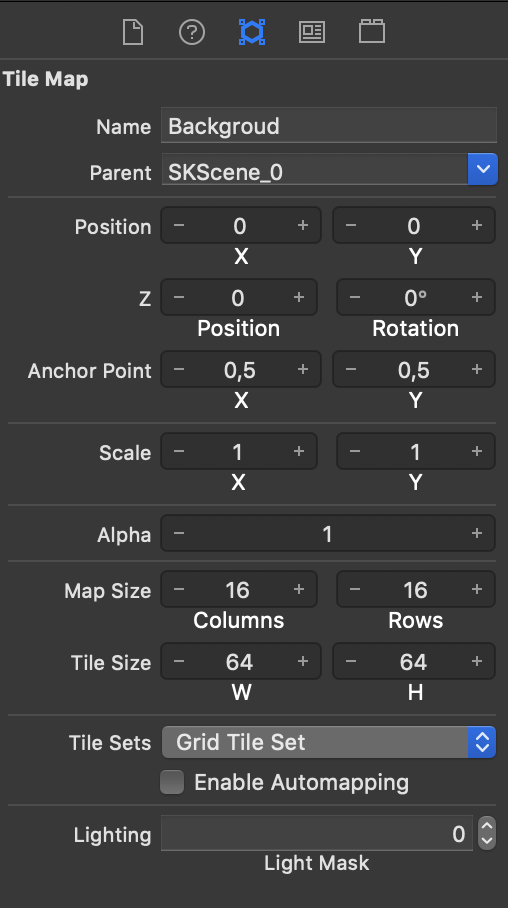 Tile Map
Name Backgroud
Parent SKScene_0
Position − 0 + − 0 +
X Y
Z − 0 + − 0° +
Position Rotation
Anchor Point − 0,5 + − 0,5 +
X Y
Scale − 1 + − 1 +
X Y
Alpha − 1 +
Map Size − 16 + − 16 +
Columns Rows
Tile Size − 64 + − 64 +
W H
Tile Sets Grid Tile Set
Enable Automapping
Lighting 0
Light Mask